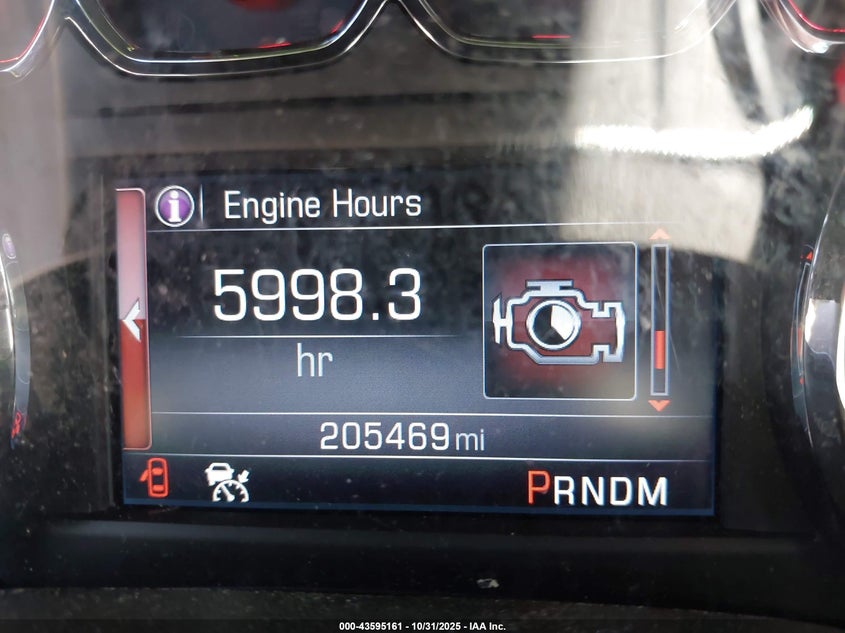 Engine Hours
5998.3
hr
205469 mi
PRNDM
000-43595161 - 10/31/2025 - IAA Inc.